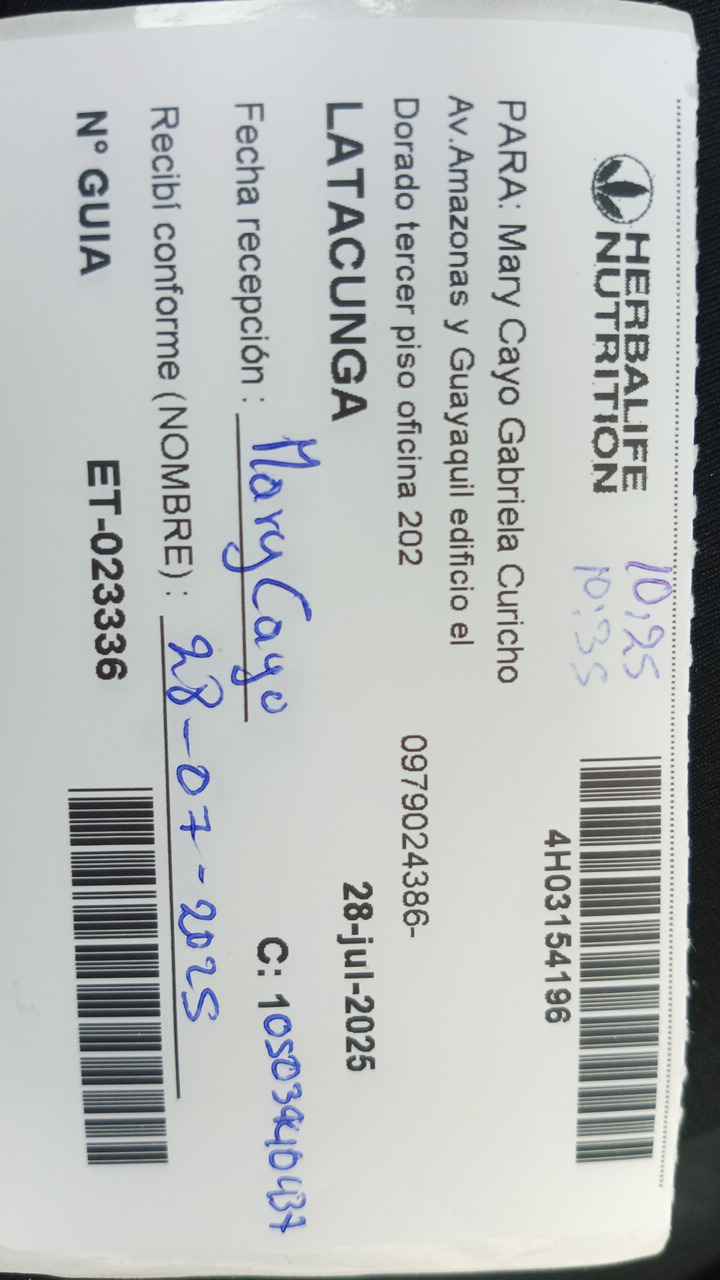 HERBALIFE
NUTRITION
10,25
10,35
4H03154196
PARA: Mary Cayo Gabriela Curicho
Av.Amazonas y Guayaquil edificio el
Dorado tercer piso oficina 202
0979024386-
LATACUNGA
28-jul-2025
Fecha recepción : Mary Cayo
C: 1
Recibí conforme (NOMBRE) : 28-07-2025
Nº GUIA
ET-023336